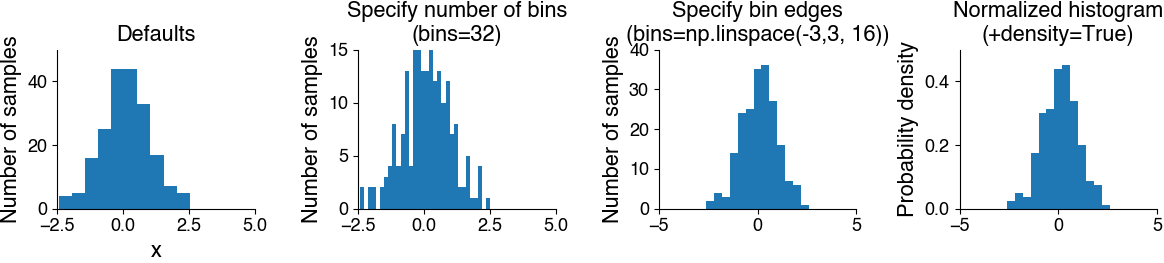 Defaults
Number of samples
40
20
0
−2.5
0.0
2.5
5.0
x
Specify number of bins
(bins=32)
Number of samples
15
10
5
0
−2.5
0.0
2.5
5.0
Specify bin edges
(bins=np.linspace(-3,3, 16))
Number of samples
40
30
20
10
0
−5
0
5
Normalized histogram
(+density=True)
Probability density
0.4
0.2
0.0
−5
0
5